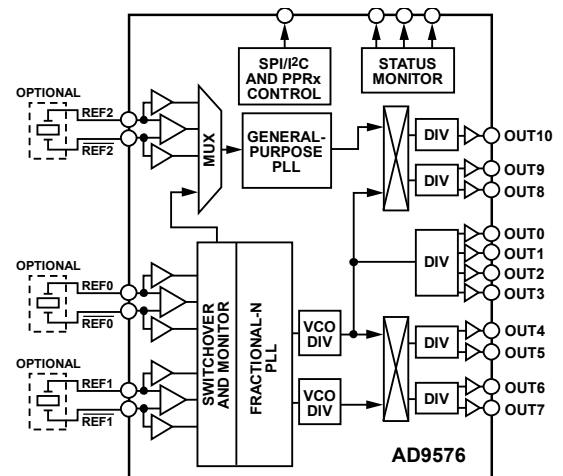 SPI/I2C
AND PPRx
CONTROL
STATUS
MONITOR
OPTIONAL
REF2
REF2
MUX
GENERAL-
PURPOSE
PLL
DIV
OUT10
DIV
OUT9
OUT8
DIV
OUT0
OUT1
OUT2
OUT3
OPTIONAL
REF0
REF0
SWITCHOVER
AND MONITOR
FRACTIONAL-N
PLL
VCO
DIV
DIV
OUT4
OUT5
OPTIONAL
REF1
REF1
VCO
DIV
DIV
OUT6
OUT7
AD9576